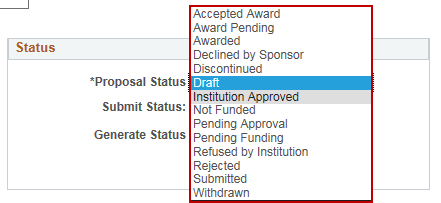 Status
*Proposal Status
Submit Status:
Generate Status
Accepted Award
Award Pending
Awarded
Declined by Sponsor
Discontinued
Draft
Institution Approved
Not Funded
Pending Approval
Pending Funding
Refused by Institution
Rejected
Submitted
Withdrawn